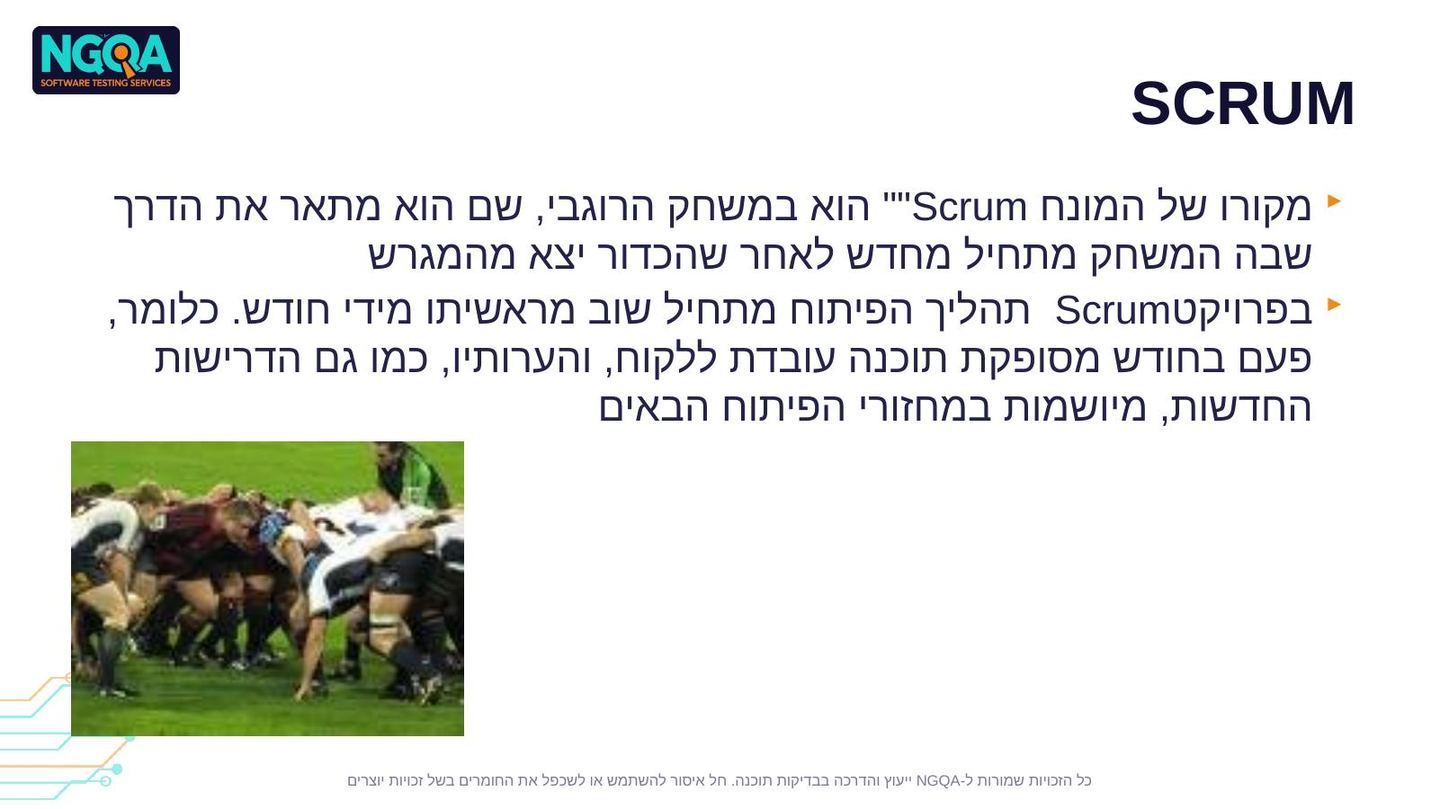 NGQA
SOFTWARE TESTING SERVICES
SCRUM
מקורו של המונח Scrum"" הוא במשחק הרוגבי, שם הוא מתאר את הדרך
שבה המשחק מתחיל מחדש לאחר שהכדור יצא מהמגרש
בפרויקטScrum תהליך הפיתוח מתחיל שוב מראשיתו מידי חודש. כלומר,
פעם בחודש מסופקת תוכנה עובדת ללקוח, והערותיו, כמו גם הדרישות
החדשות, מיושמות במחזורי הפיתוח הבאים
כל הזכויות שמורות ל-NGQA ייעוץ והדרכה בבדיקות תוכנה. חל איסור להשתמש או לשכפל את החומרים בשל זכויות יוצרים